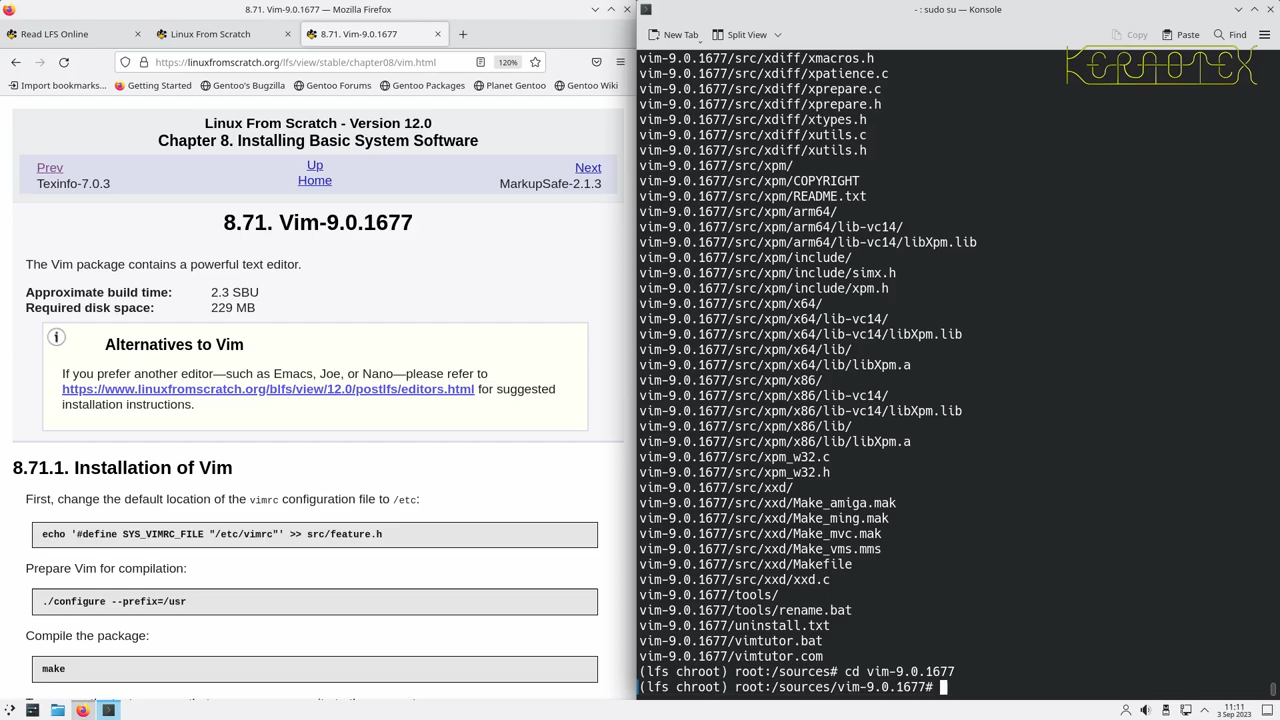 8.71. Vim-9.0.1677 — Mozilla Firefox
Read LFS Online
Linux From Scratch
8.71. Vim-9.0.1677
https://linuxfromscratch.org/lfs/view/stable/chapter08/vim.html
120%
Import bookmarks...
Getting Started
Gentoo's Bugzilla
Gentoo Forums
Gentoo Packages
Planet Gentoo
Gentoo Wiki
Linux From Scratch - Version 12.0
Chapter 8. Installing Basic System Software
Prev
Up
Next
Texinfo-7.0.3
Home
MarkupSafe-2.1.3
8.71. Vim-9.0.1677
The Vim package contains a powerful text editor.
Approximate build time: 2.3 SBU
Required disk space: 229 MB
Alternatives to Vim
If you prefer another editor—such as Emacs, Joe, or Nano—please refer to
https://www.linuxfromscratch.org/blfs/view/12.0/postlfs/editors.html for suggested
installation instructions.
8.71.1. Installation of Vim
First, change the default location of the vimrc configuration file to /etc:
echo '#define SYS_VIMRC_FILE "/etc/vimrc"' >> src/feature.h
Prepare Vim for compilation:
./configure --prefix=/usr
Compile the package:
make
- : sudo su — Konsole
New Tab
Split View
Copy
Paste
Find
KERNOTEX
vim-9.0.1677/src/xdiff/xmacros.h
vim-9.0.1677/src/xdiff/xpatience.c
vim-9.0.1677/src/xdiff/xprepare.c
vim-9.0.1677/src/xdiff/xprepare.h
vim-9.0.1677/src/xdiff/xtypes.h
vim-9.0.1677/src/xdiff/xutils.c
vim-9.0.1677/src/xdiff/xutils.h
vim-9.0.1677/src/xpm/
vim-9.0.1677/src/xpm/COPYRIGHT
vim-9.0.1677/src/xpm/README.txt
vim-9.0.1677/src/xpm/arm64/
vim-9.0.1677/src/xpm/arm64/lib-vc14/
vim-9.0.1677/src/xpm/arm64/lib-vc14/libXpm.lib
vim-9.0.1677/src/xpm/include/
vim-9.0.1677/src/xpm/include/simx.h
vim-9.0.1677/src/xpm/include/xpm.h
vim-9.0.1677/src/xpm/x64/
vim-9.0.1677/src/xpm/x64/lib-vc14/
vim-9.0.1677/src/xpm/x64/lib-vc14/libXpm.lib
vim-9.0.1677/src/xpm/x64/lib/
vim-9.0.1677/src/xpm/x64/lib/libXpm.a
vim-9.0.1677/src/xpm/x86/
vim-9.0.1677/src/xpm/x86/lib-vc14/
vim-9.0.1677/src/xpm/x86/lib-vc14/libXpm.lib
vim-9.0.1677/src/xpm/x86/lib/
vim-9.0.1677/src/xpm/x86/lib/libXpm.a
vim-9.0.1677/src/xpm_w32.c
vim-9.0.1677/src/xpm_w32.h
vim-9.0.1677/src/xxd/
vim-9.0.1677/src/xxd/Make_amiga.mak
vim-9.0.1677/src/xxd/Make_ming.mak
vim-9.0.1677/src/xxd/Make_mvc.mak
vim-9.0.1677/src/xxd/Make_vms.mms
vim-9.0.1677/src/xxd/Makefile
vim-9.0.1677/src/xxd/xxd.c
vim-9.0.1677/tools/
vim-9.0.1677/tools/rename.bat
vim-9.0.1677/uninstall.txt
vim-9.0.1677/vimtutor.bat
vim-9.0.1677/vimtutor.com
(lfs chroot) root:/sources# cd vim-9.0.1677
(lfs chroot) root:/sources/vim-9.0.1677#
11:11
3 Sep 2023